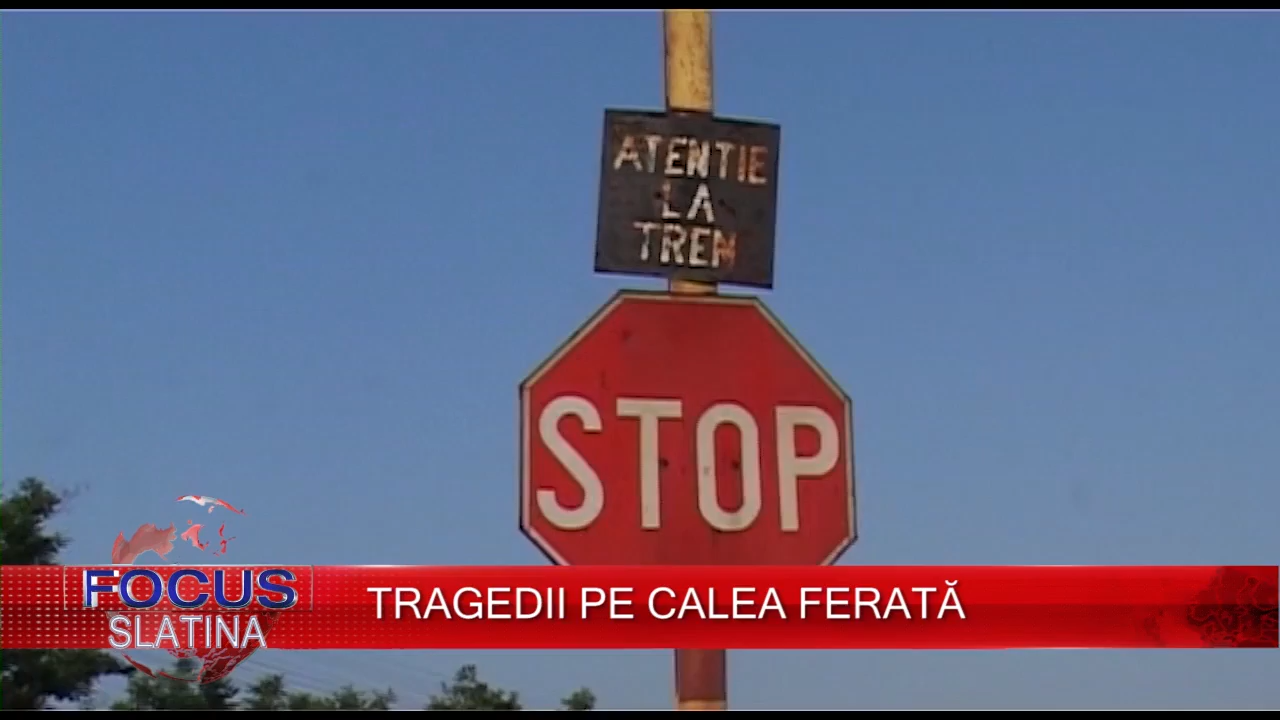 ATENTIE
LA
TREN
STOP
FOCUS
SLATINA
TRAGEDII PE CALEA FERATĂ